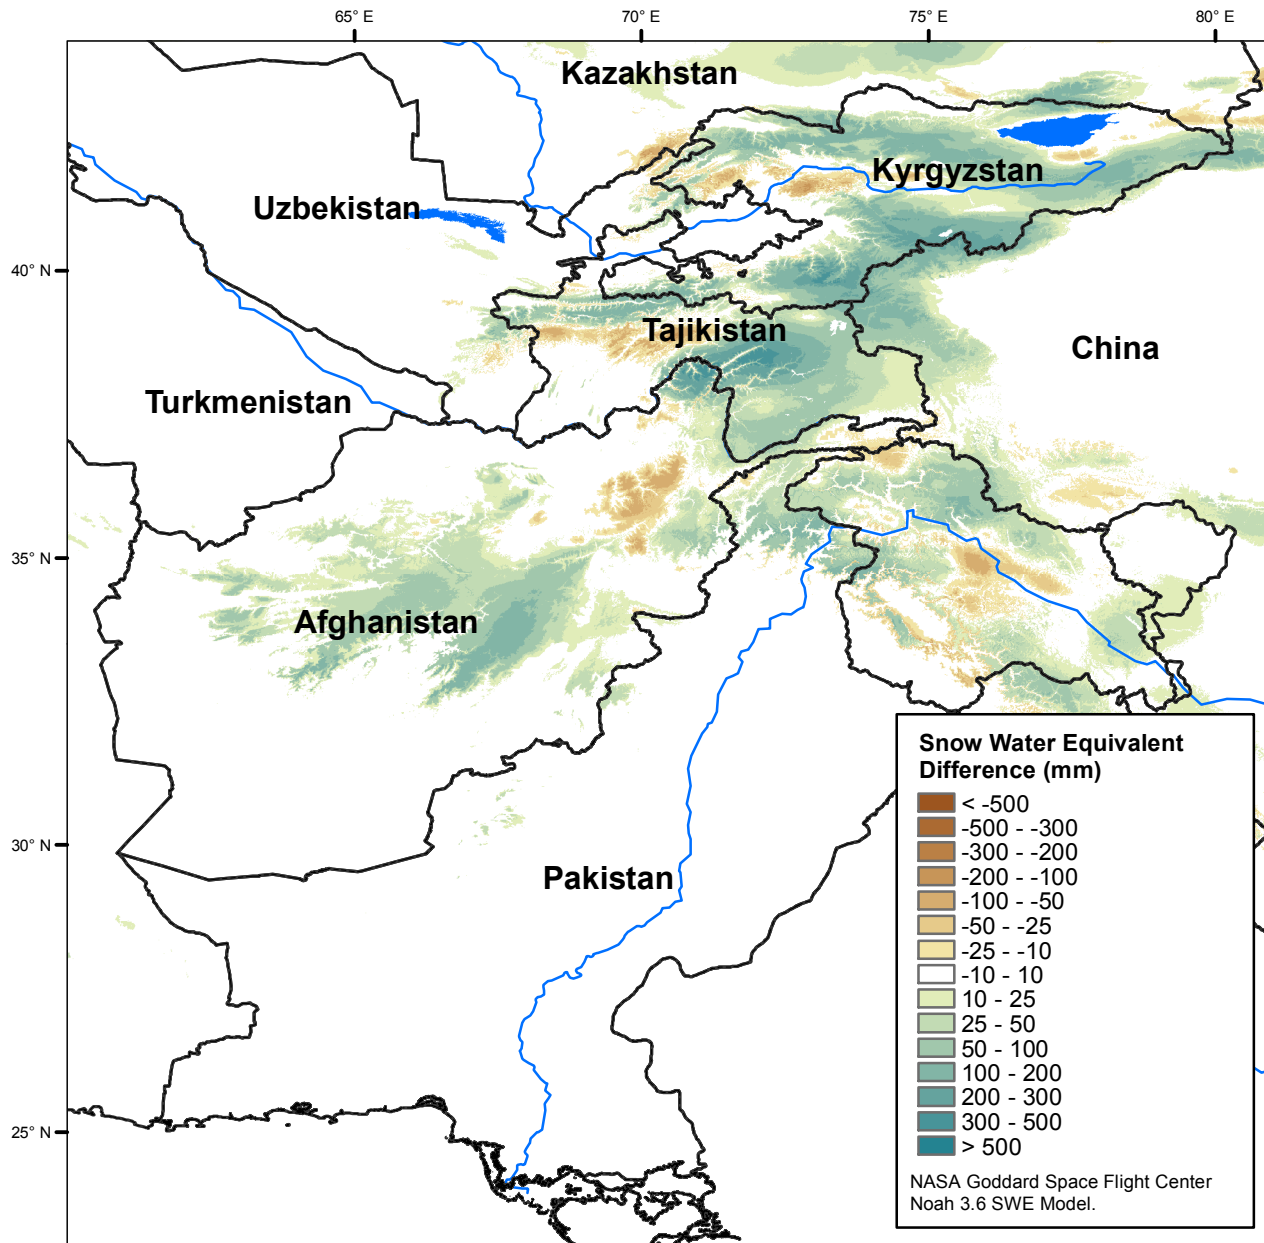 65° E 70° E 75° E 80° E
Kazakhstan
Kyrgyzstan
Uzbekistan
40° N
Tajikistan
China
Turkmenistan
35° N
Afghanistan
30° N
Pakistan
25° N
Snow Water Equivalent
Difference (mm)
< -500
-500 - -300
-300 - -200
-200 - -100
-100 - -50
-50 - -25
-25 - -10
-10 - 10
10 - 25
25 - 50
50 - 100
100 - 200
200 - 300
300 - 500
> 500
NASA Goddard Space Flight Center
Noah 3.6 SWE Model.